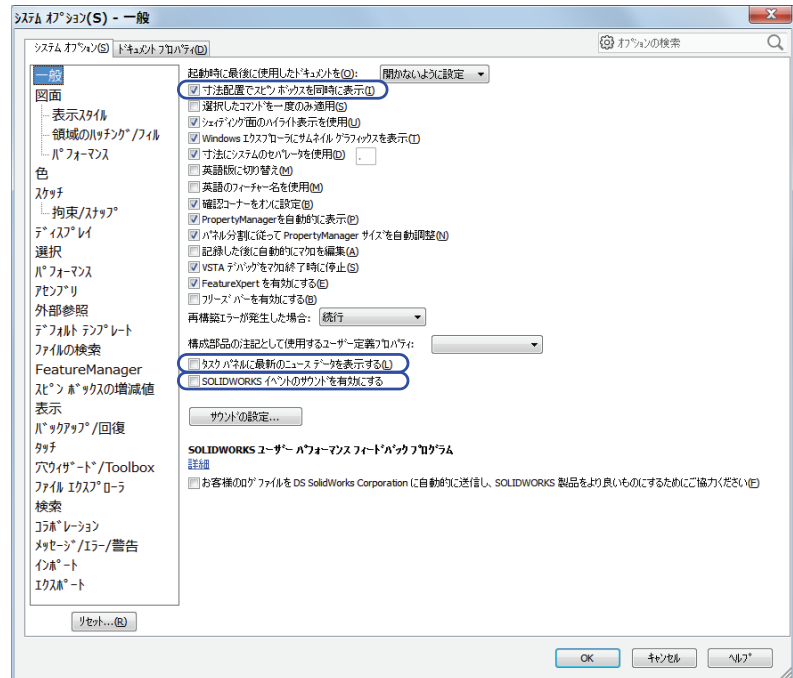 システム オプション(S) - 一般
システム オプション(S)
ドキュメント プロパティ(D)
オプションの検索
一般
図面
表示スタイル
領域のハッチング/フィル
パフォーマンス
色
スケッチ
拘束/スナップ
ディスプレイ
選択
パフォーマンス
アセンブリ
外部参照
デフォルト テンプレート
ファイルの検索
FeatureManager
スピン ボックスの増減値
表示
バックアップ/回復
タッチ
穴ウィザード/Toolbox
ファイル エクスプローラ
検索
コラボレーション
メッセージ/エラー/警告
インポート
エクスポート
リセット...(R)
起動時に最後に使用したドキュメントを(O): 開かないように設定
寸法配置でスピン ボックスを同時に表示(I)
選択したコマンドを一度のみ適用(S)
シェイディング面のハイライト表示を使用(U)
Windows エクスプローラにサムネイル グラフィックスを表示(T)
寸法にシステムのセパレータを使用(D) .
英語版に切り替え(M)
英語のフィーチャー名を使用(M)
確認コーナーをオンに設定(B)
PropertyManagerを自動的に表示(P)
パネル分割に従って PropertyManager サイズを自動調整(N)
記録した後に自動的にマクロを編集(A)
VSTA デバッグをマクロ終了時に停止(S)
FeatureXpert を有効にする(E)
フリーズ バーを有効にする(B)
再構築エラーが発生した場合: 続行
構成部品の注記として使用するユーザー定義プロパティ:
タスク パネルに最新のニュース データを表示する(L)
SOLIDWORKS イベントのサウンドを有効にする
サウンドの設定...
SOLIDWORKS ユーザー パフォーマンス フィードバック プログラム
詳細
お客様のログ ファイルを DS SolidWorks Corporation に自動的に送信し、SOLIDWORKS 製品をより良いものにするためにご協力ください(F)
OK
キャンセル
ヘルプ